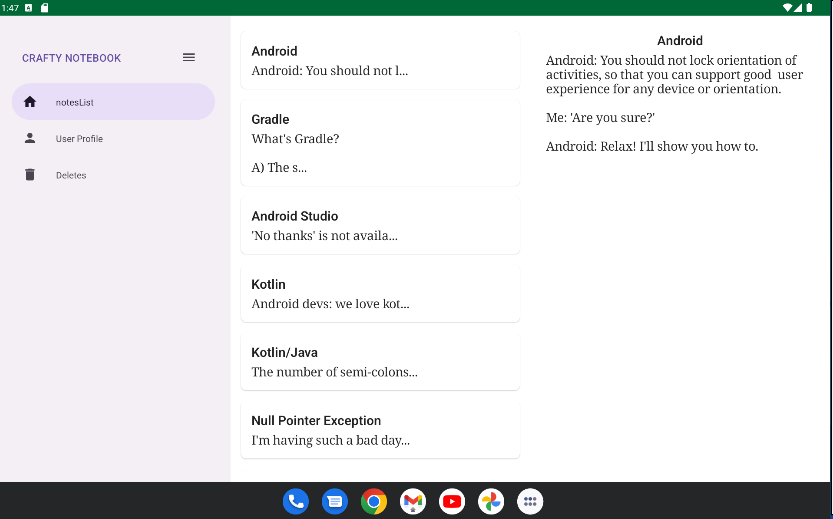 1:47
CRAFTY NOTEBOOK
notesList
User Profile
Deletes
Android
Android: You should not l...
Gradle
What's Gradle?
A) The s...
Android Studio
'No thanks' is not availa...
Kotlin
Android devs: we love kot...
Kotlin/Java
The number of semi-colons...
Null Pointer Exception
I'm having such a bad day...
Android
Android: You should not lock orientation of
activities, so that you can support good  user
experience for any device or orientation.
Me: 'Are you sure?'
Android: Relax! I'll show you how to.